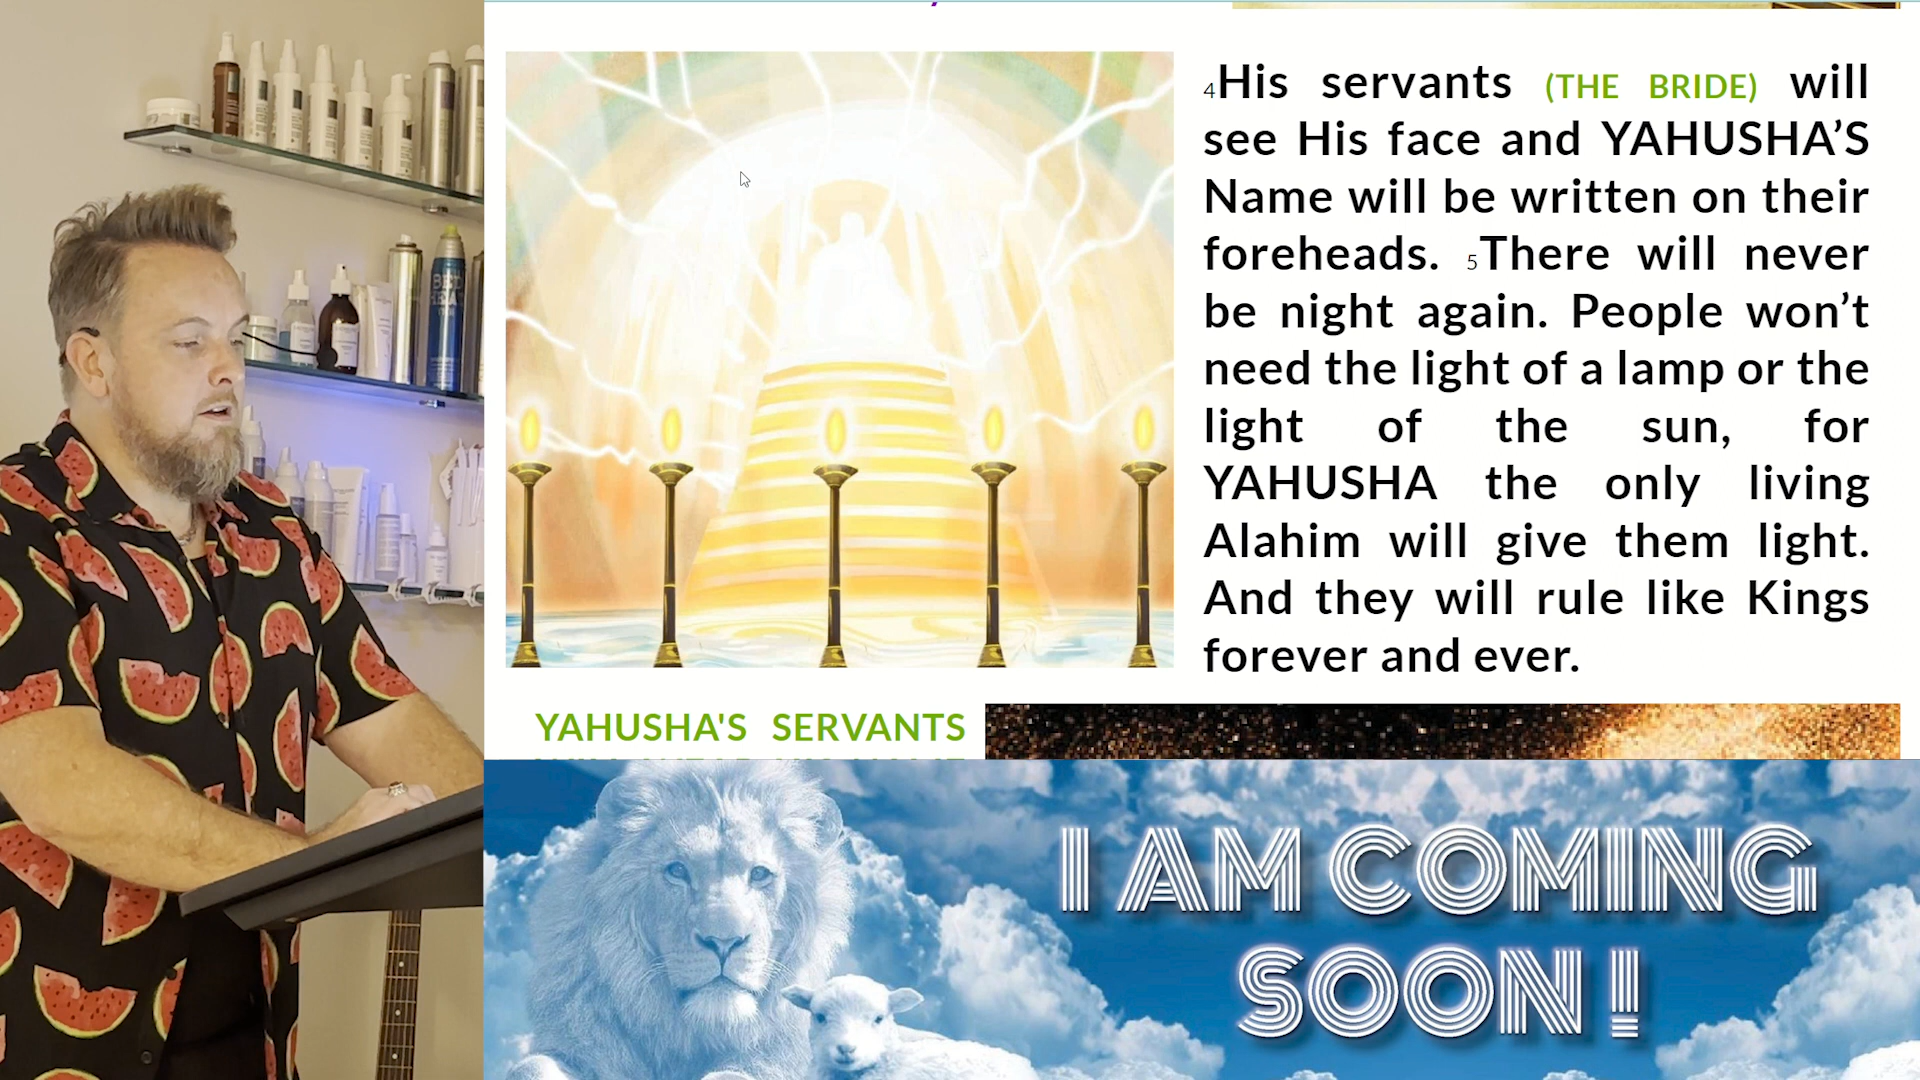 4His servants (THE BRIDE) will
see His face and YAHUSHA’S
Name will be written on their
foreheads. 5There will never
be night again. People won’t
need the light of a lamp or the
light of the sun, for
YAHUSHA the only living
Alahim will give them light.
And they will rule like Kings
forever and ever.
YAHUSHA'S SERVANTS
I AM COMING
SOON!